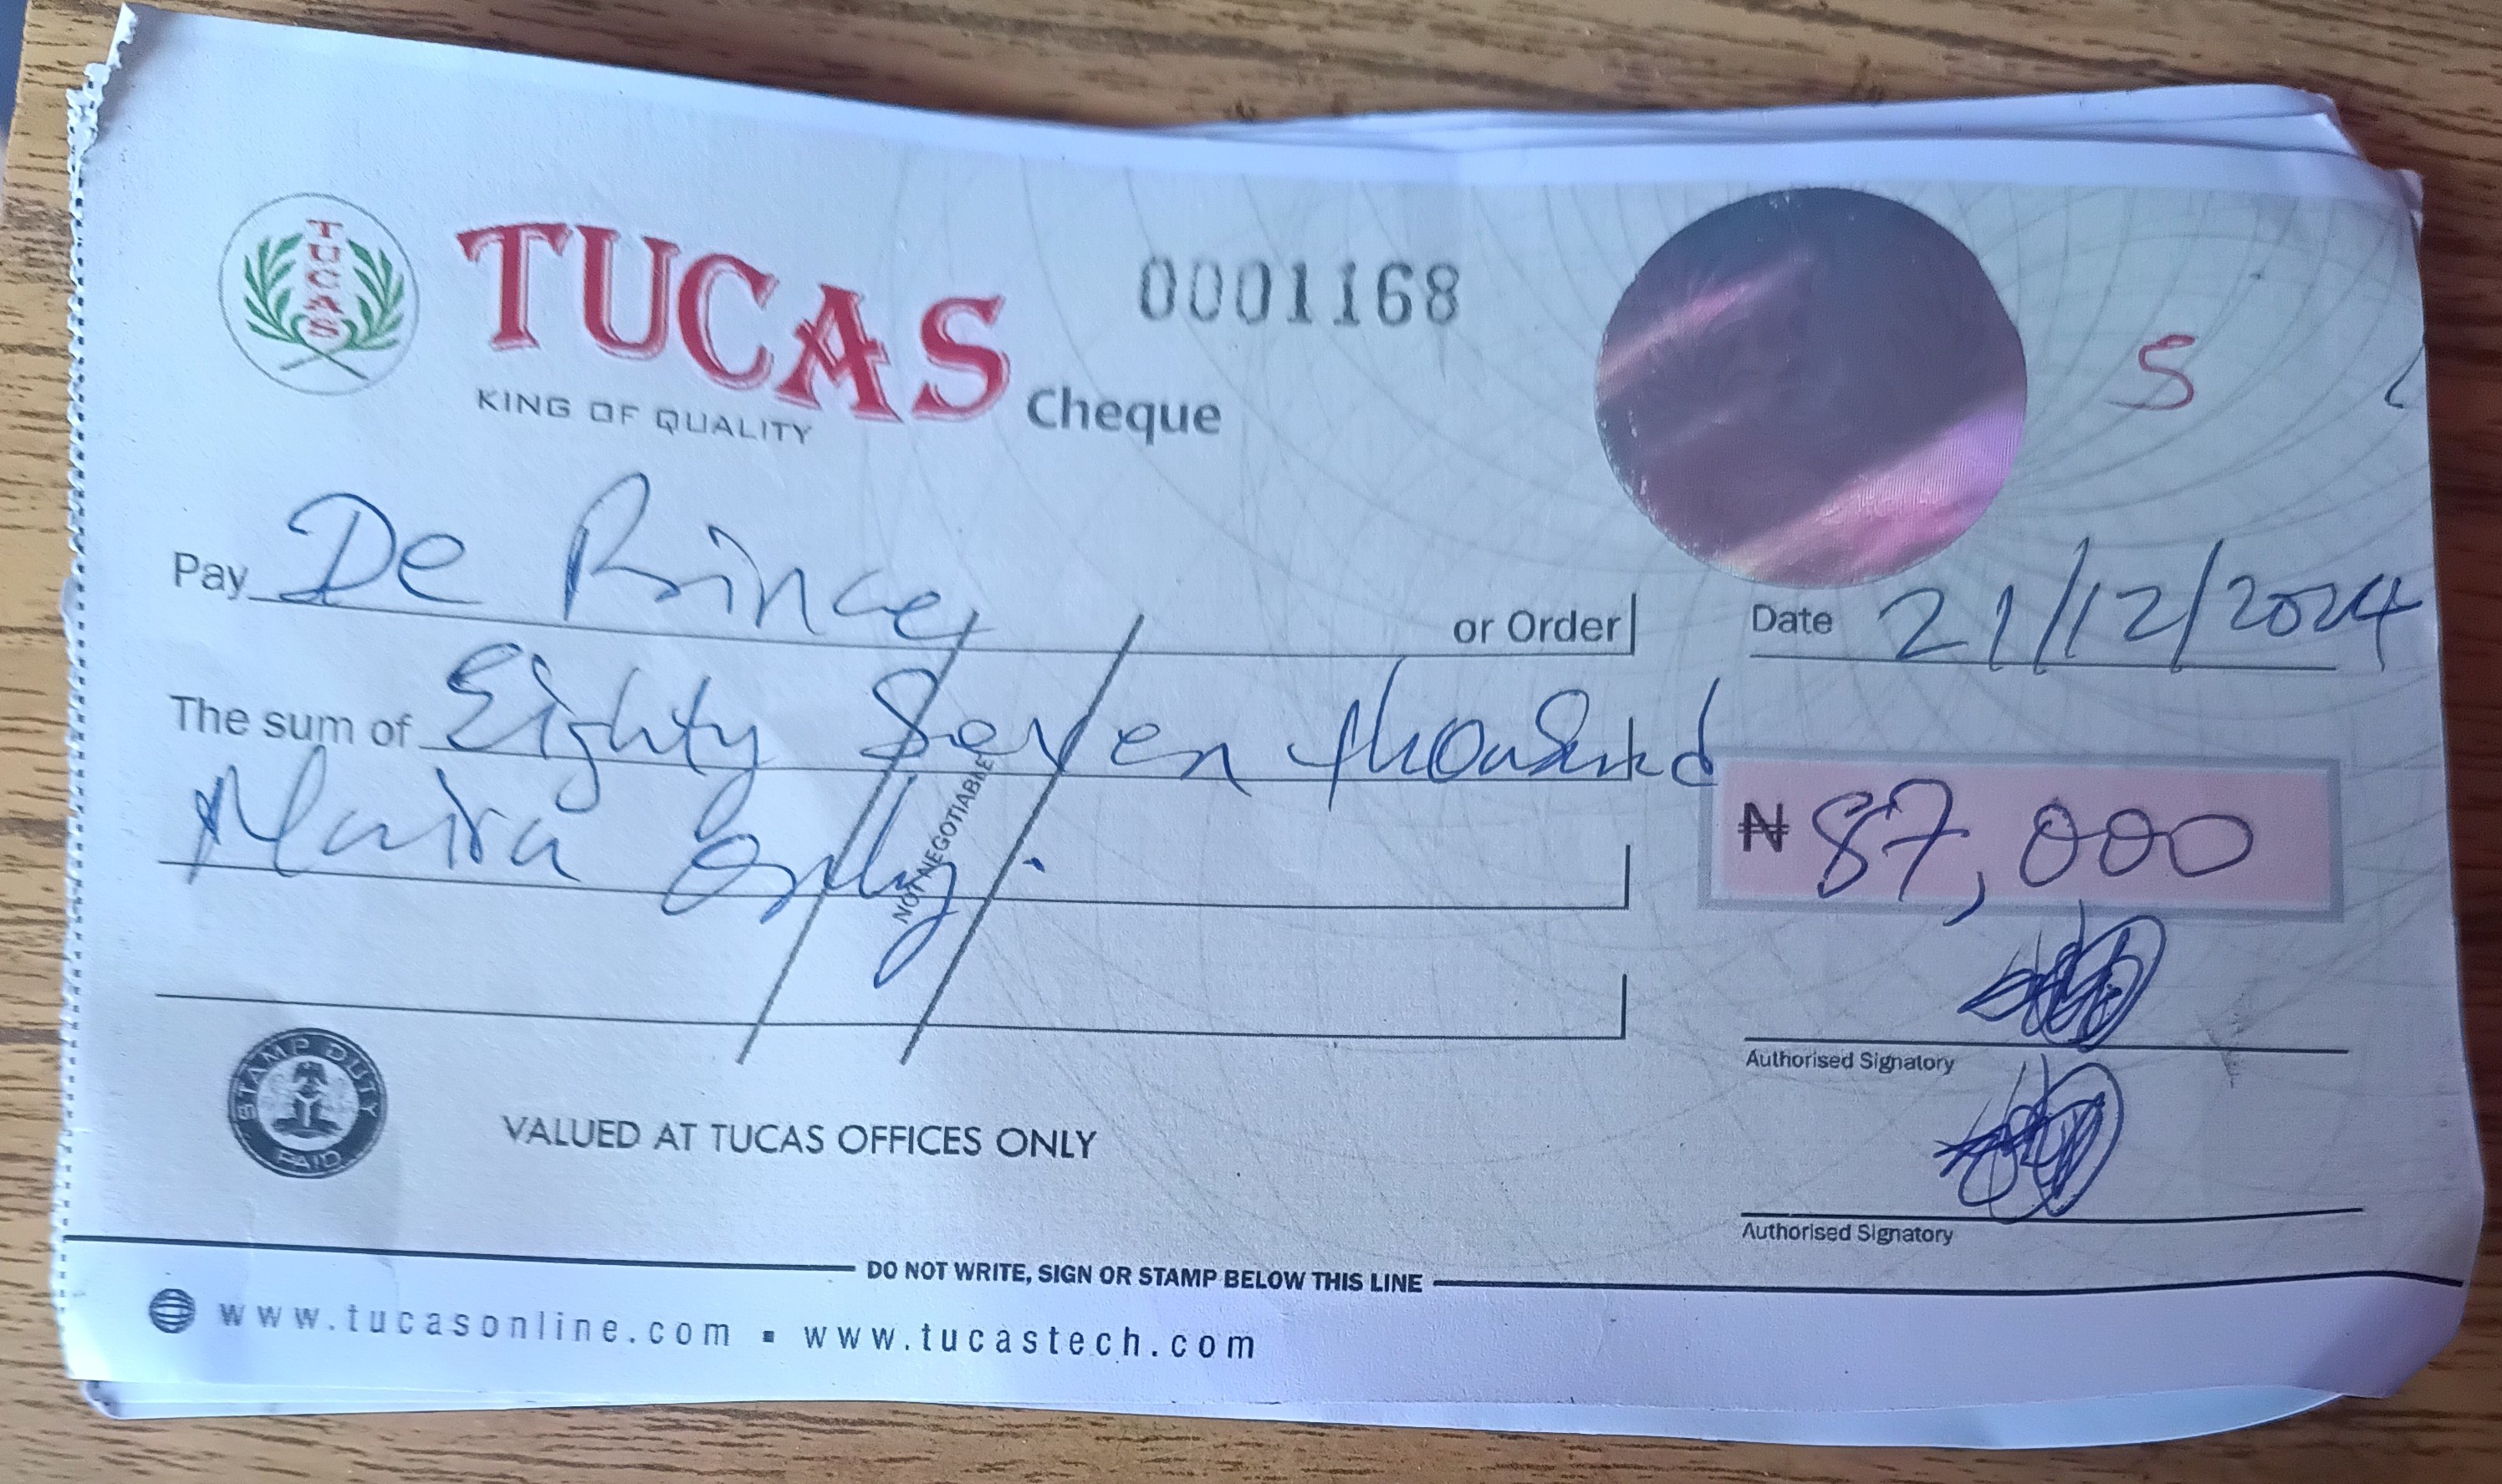 TUCAS
TUCAS
KING OF QUALITY
Cheque
0001168
S
Pay De Prince or Order
Date 21/12/2024
The sum of Eighty Seven thousand
Naira Only.
₦ 87,000
NOT NEGOTIABLE
Authorised Signatory
Authorised Signatory
STAMP DUTY PAID
VALUED AT TUCAS OFFICES ONLY
DO NOT WRITE, SIGN OR STAMP BELOW THIS LINE
www.tucasonline.com ▪ www.tucastech.com